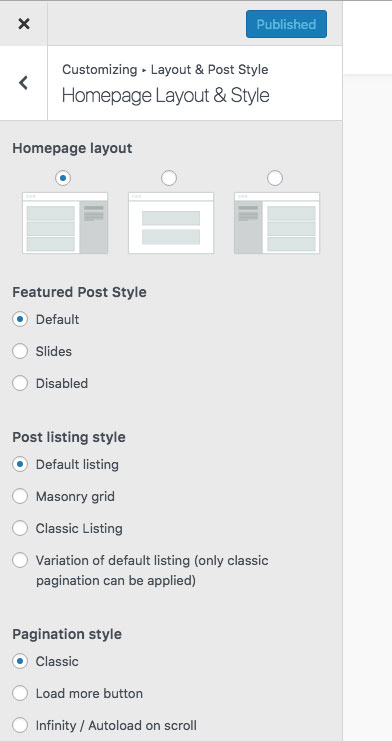 Published
Customizing ▸ Layout & Post Style
Homepage Layout & Style
Homepage layout
Featured Post Style
Default
Slides
Disabled
Post listing style
Default listing
Masonry grid
Classic Listing
Variation of default listing (only classic
pagination can be applied)
Pagination style
Classic
Load more button
Infinity / Autoload on scroll